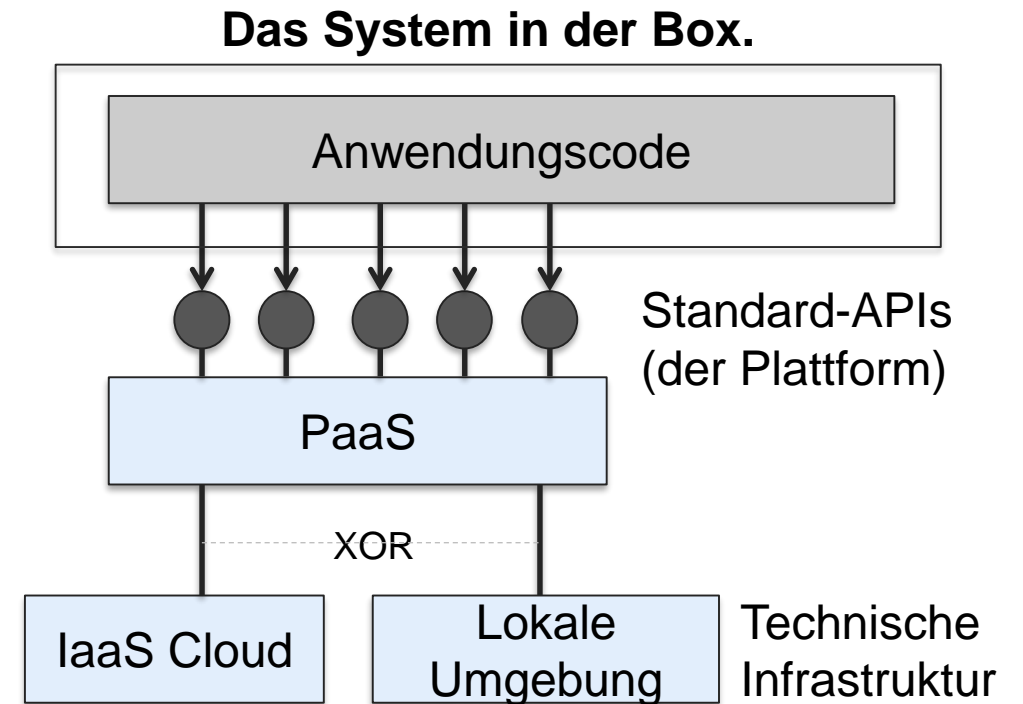 Das System in der Box.
Anwendungscode
Standard-APIs
(der Plattform)
PaaS
XOR
IaaS Cloud
Lokale
Umgebung
Technische
Infrastruktur